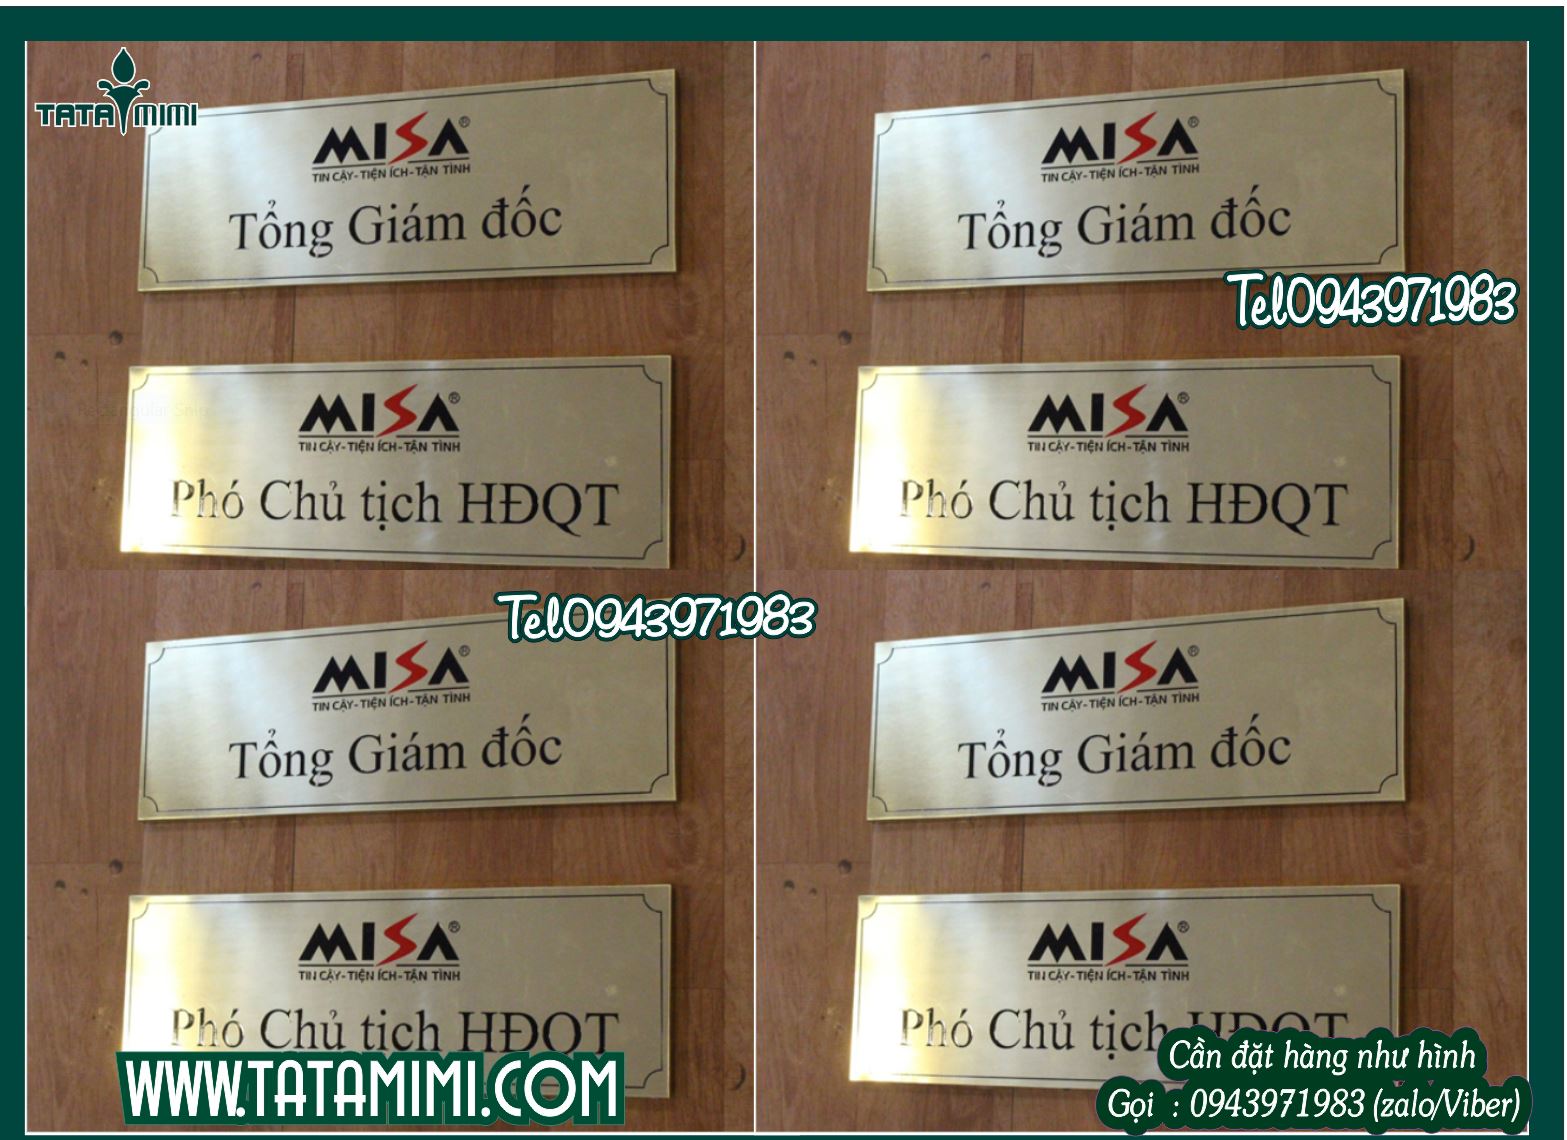 TATA MIMI
MISA®
TIN CẬY-TIỆN ÍCH-TẬN TÌNH
Tổng Giám đốc
MISA®
TIN CẬY-TIỆN ÍCH-TẬN TÌNH
Tổng Giám đốc
Tel0943971983
Rectangular Snip
MISA®
TIN CẬY-TIỆN ÍCH-TẬN TÌNH
Phó Chủ tịch HĐQT
MISA®
TIN CẬY-TIỆN ÍCH-TẬN TÌNH
Phó Chủ tịch HĐQT
Tel0943971983
MISA®
TIN CẬY-TIỆN ÍCH-TẬN TÌNH
Tổng Giám đốc
MISA®
TIN CẬY-TIỆN ÍCH-TẬN TÌNH
Tổng Giám đốc
MISA®
TIN CẬY-TIỆN ÍCH-TẬN TÌNH
Phó Chủ tịch HĐQT
MISA®
TIN CẬY-TIỆN ÍCH-TẬN TÌNH
Phó Chủ tịch HĐQT
WWW.TATAMIMI.COM
Cần đặt hàng như hình
Gọi : 0943971983 (zalo/Viber)